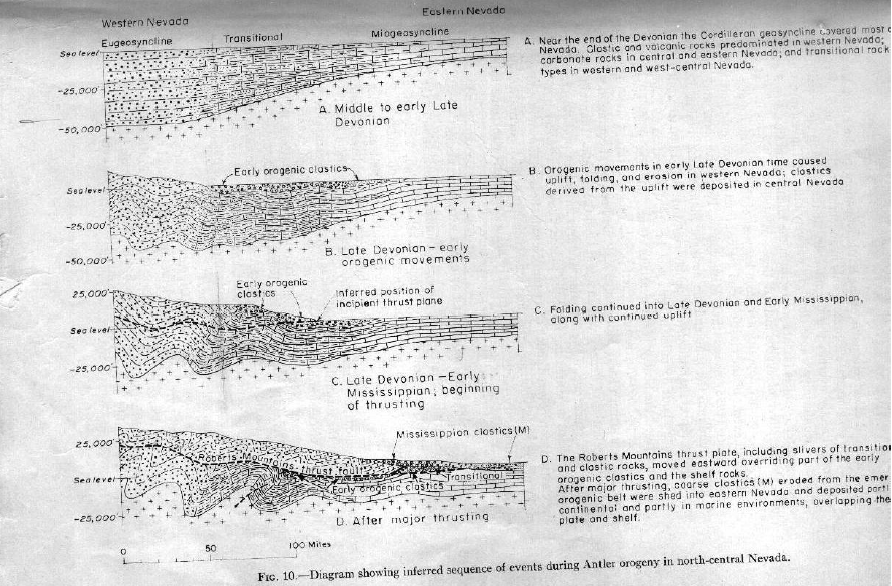 Western Nevada
Eastern Nevada
Eugeosyncline
Transitional
Miogeosyncline
Sea level
-25,000'
-50,000'
A. Middle to early Late
Devonian
A. Near the end of the Devonian the Cordilleran geosyncline covered most
Nevada. Clastic and volcanic rocks predominated in western Nevada;
carbonate rocks in central and eastern Nevada; and transitional rock
types in western and west-central Nevada.
Early orogenic clastics
Sea level
-25,000'
-50,000'
B. Late Devonian – early
orogenic movements
B. Orogenic movements in early Late Devonian time caused
uplift, folding, and erosion in western Nevada; clastics
derived from the uplift were deposited in central Nevada
Early orogenic
clastics
Inferred position of
incipient thrust plane
25,000'
Sea level
-25,000'
C. Late Devonian – Early
Mississippian; beginning
of thrusting
C. Folding continued into Late Devonian and Early Mississippian,
along with continued uplift
Mississippian clastics (M)
25,000'
Sea level
-25,000'
Roberts Mountains thrust fault
Transitional
Early orogenic clastics
D. After major thrusting
D. The Roberts Mountains thrust plate, including slivers of
and clastic rocks, moved eastward overriding part of the early
orogenic clastics and the shelf rocks.
After major thrusting, coarse clastics (M) eroded from the
orogenic belt were shed into eastern Nevada and deposited
continental and partly in marine environments, overlapping the
plate and shelf.
0 50 100 Miles
FIG. 10.—Diagram showing inferred sequence of events during Antler orogeny in north-central Nevada.